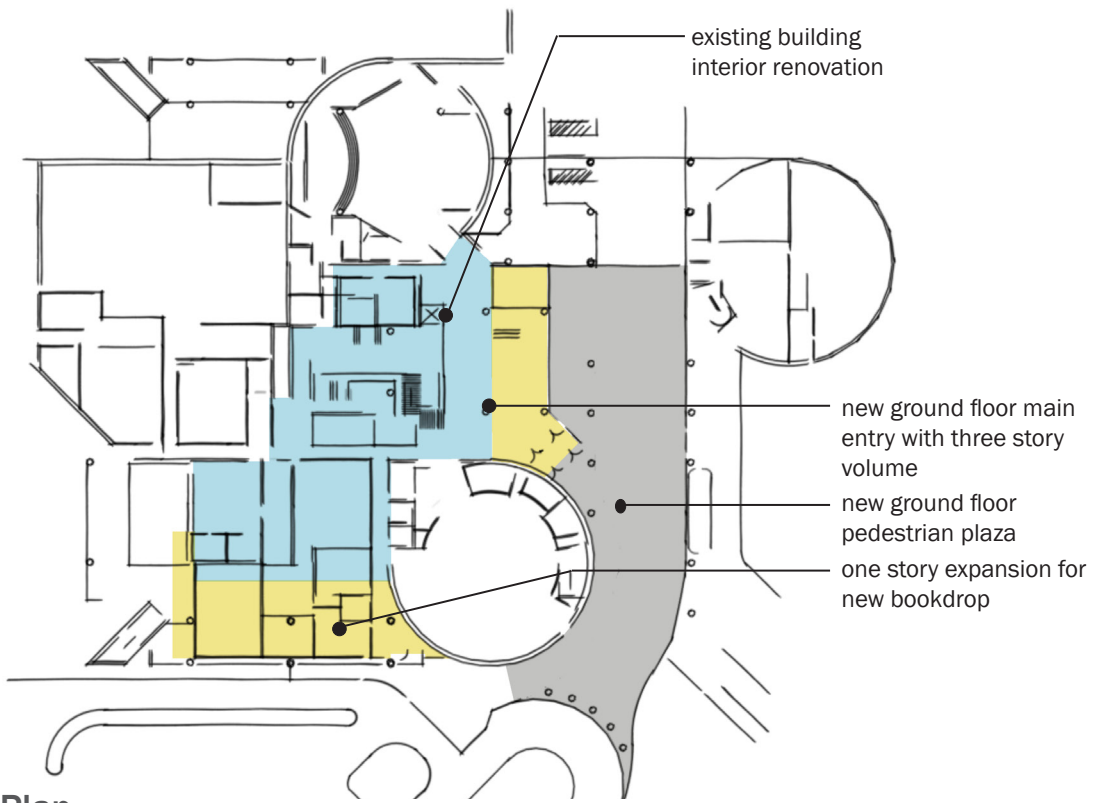 existing building
interior renovation
new ground floor main
entry with three story
volume
new ground floor
pedestrian plaza
one story expansion for
new bookdrop
Plan